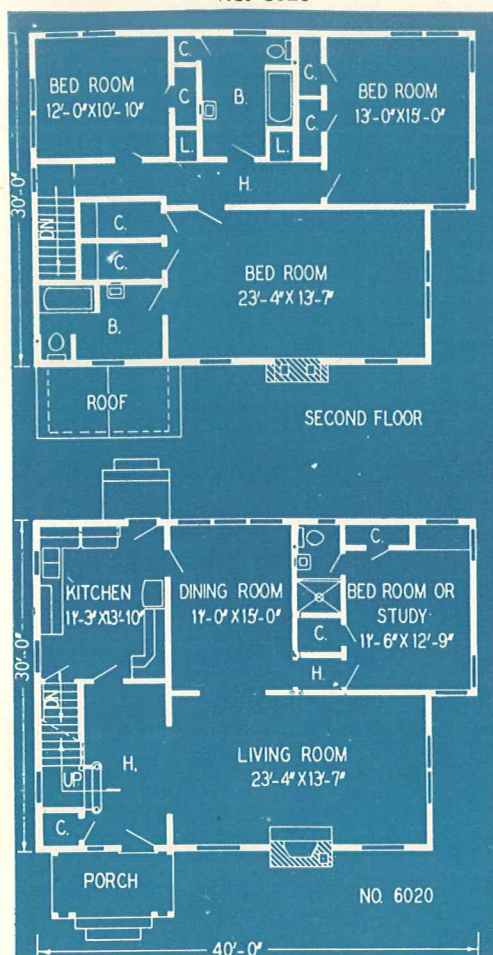 BED ROOM
12'-0"X10'-10"
C.
C
L.
B.
L.
C.
C.
BED ROOM
13'-0"X15'-0"
H.
30'-0"
DN
C.
C.
B.
BED ROOM
23'-4"X13'-7"
ROOF
SECOND FLOOR
KITCHEN
11'-3"X13'-10"
DINING ROOM
11'-0"X15'-0"
C.
BED ROOM OR
STUDY
11'-6"X12'-9"
C.
H.
30'-0"
DN
UP
H.
C.
LIVING ROOM
23'-4"X13'-7"
PORCH
NO. 6020
40'-0"